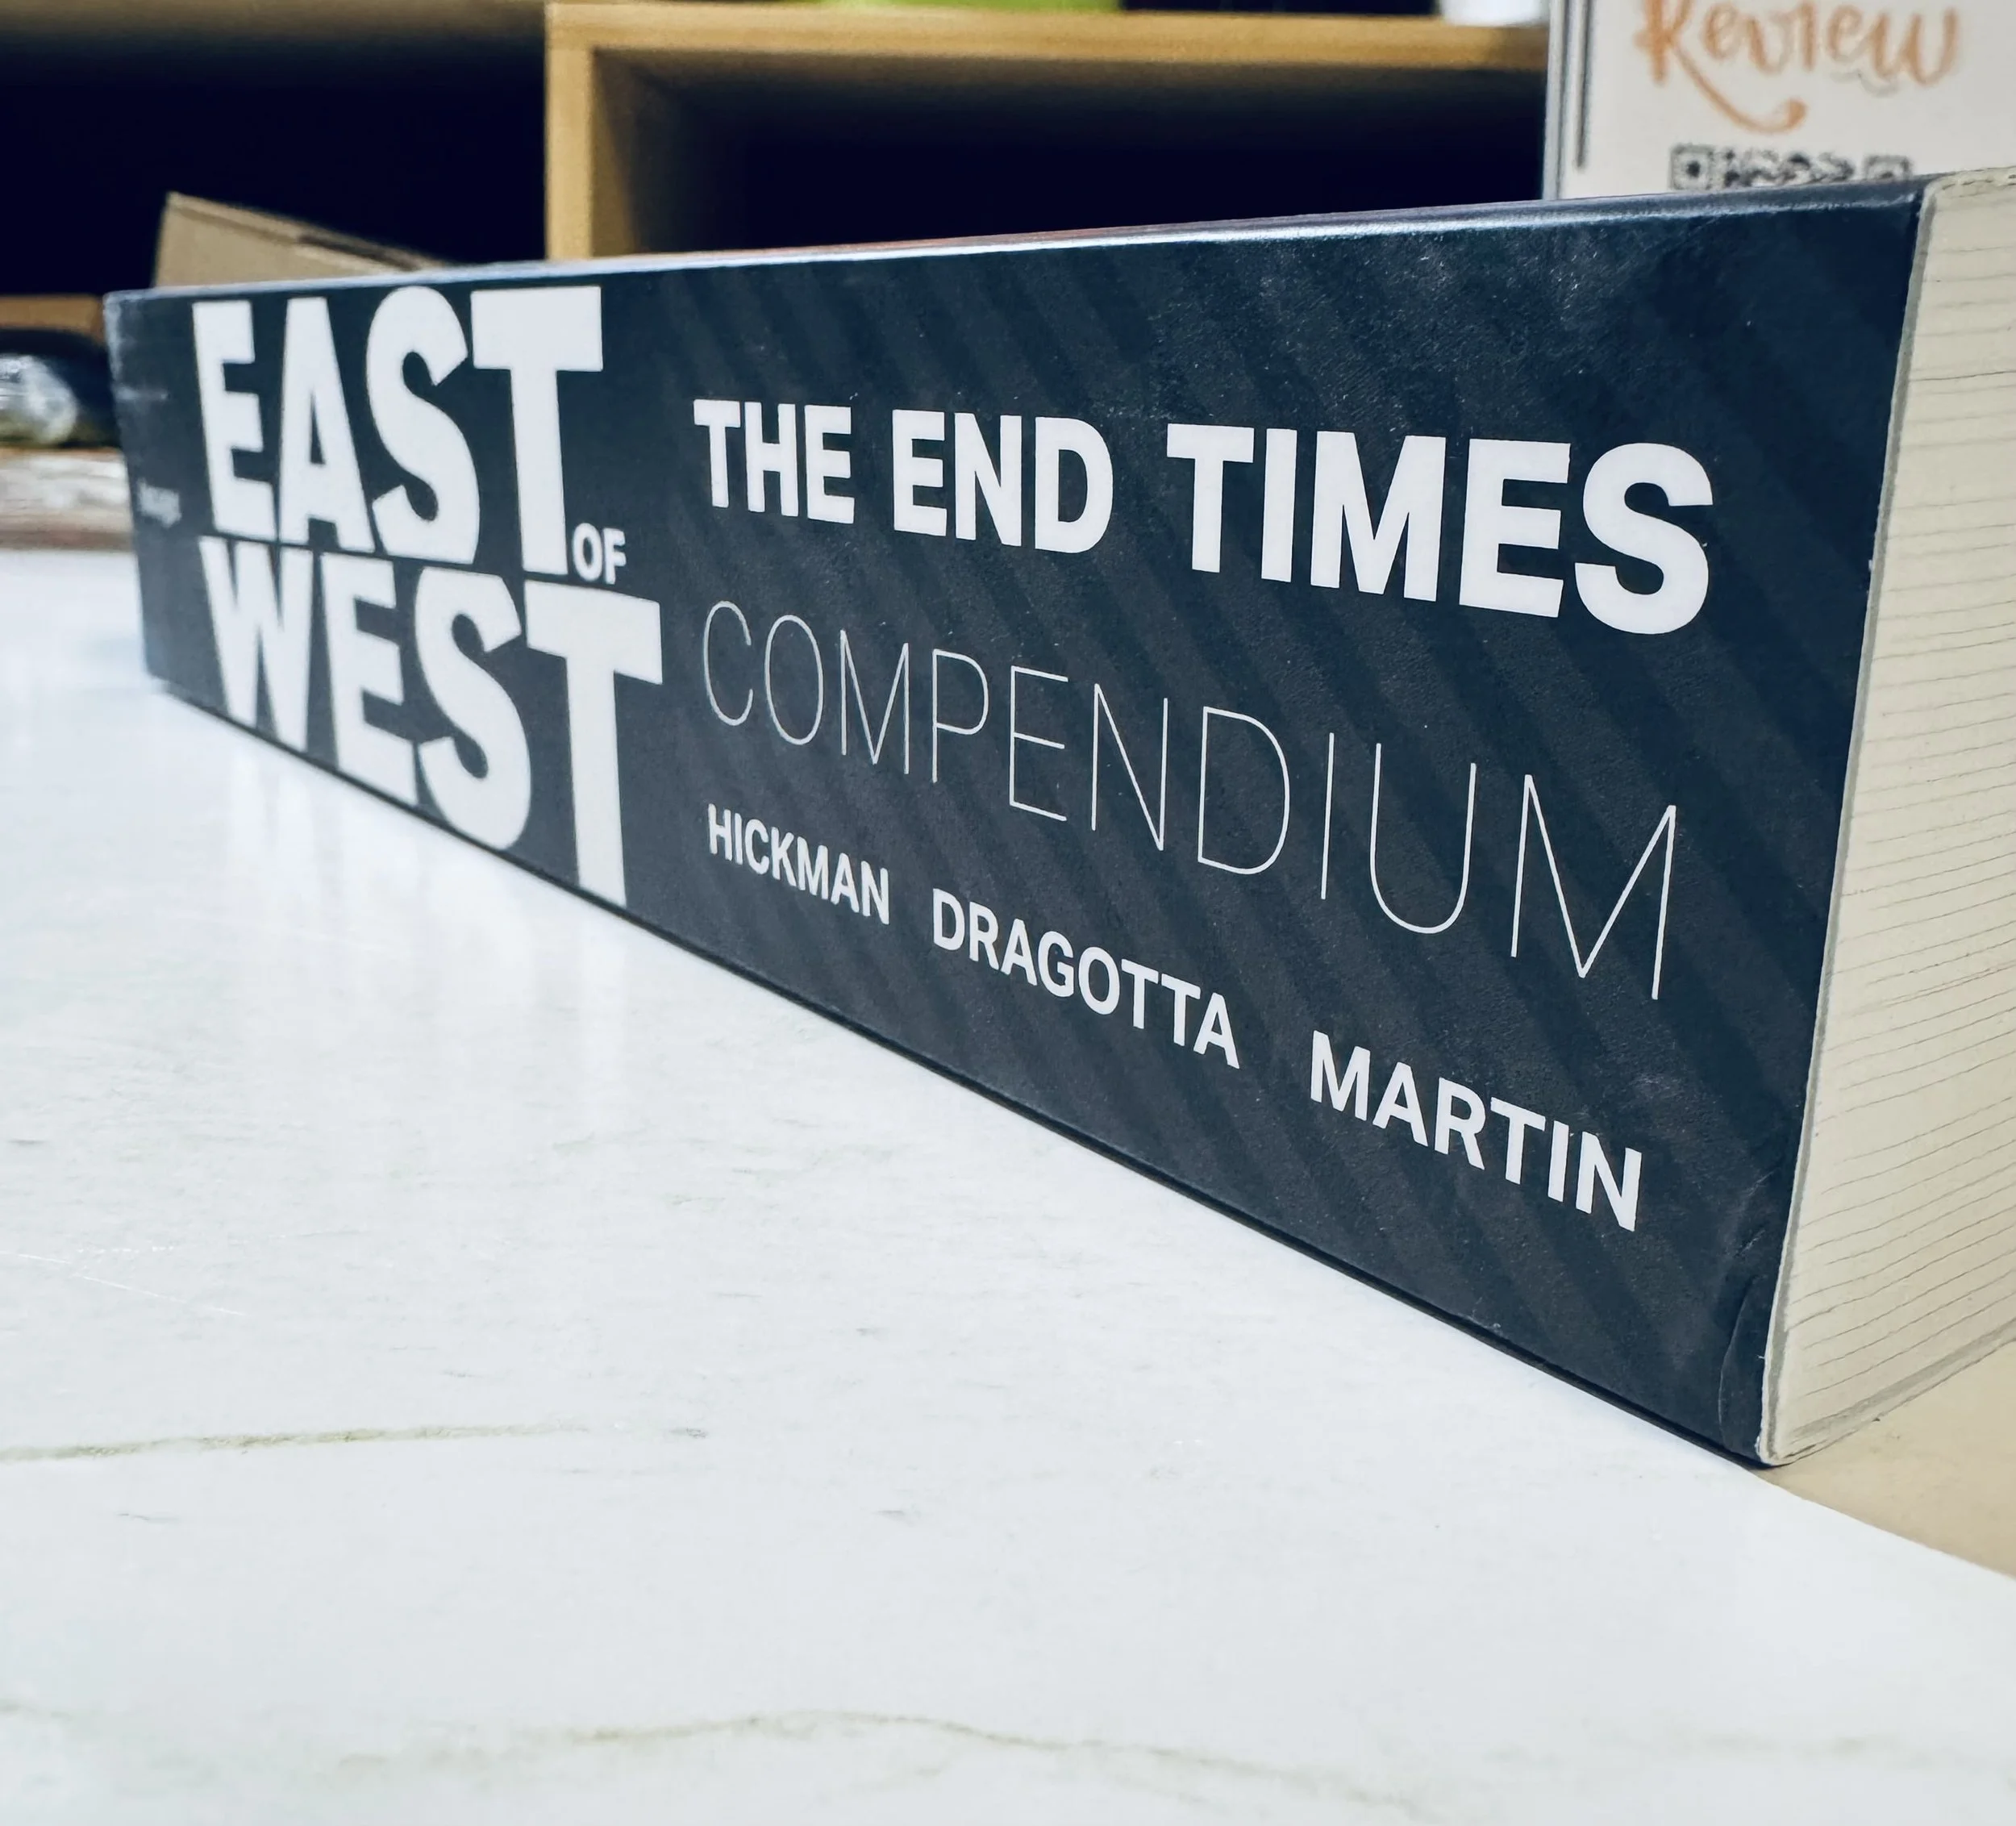 Review
EAST
OF
WEST
THE END TIMES
COMPENDIUM
HICKMAN DRAGOTTA MARTIN